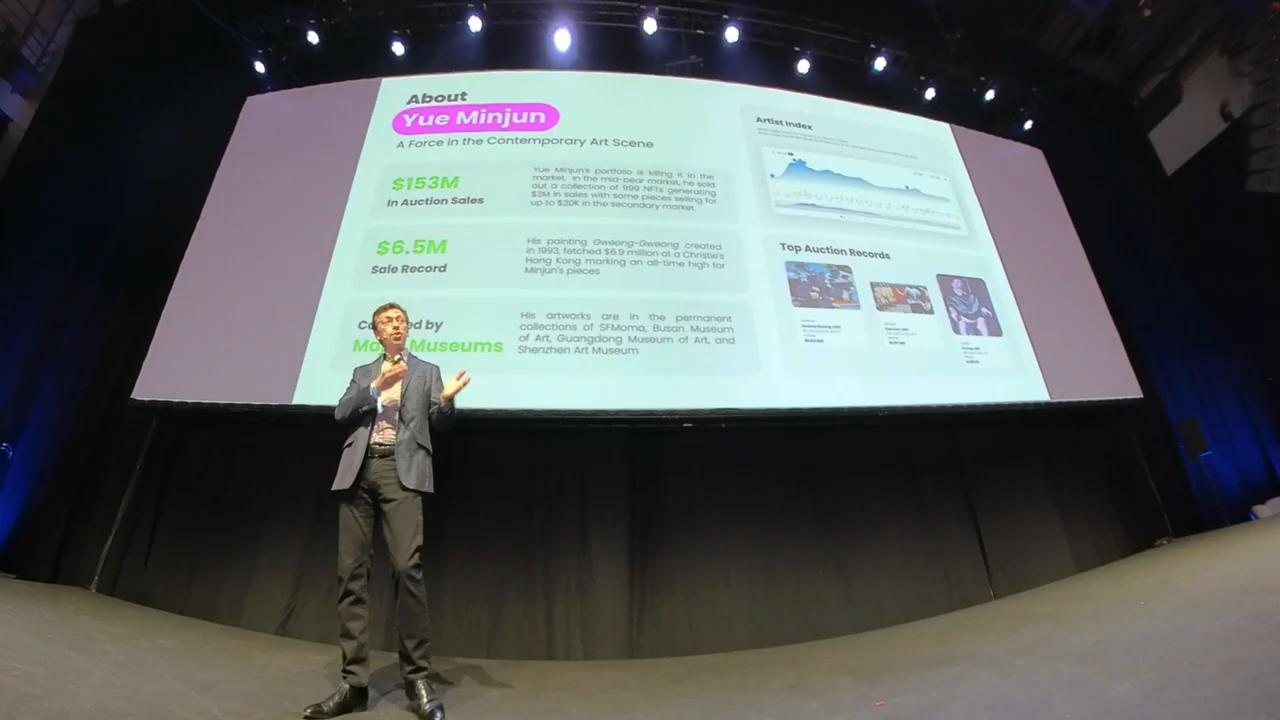 About
Yue Minjun
A Force in the Contemporary Art Scene
$153M
In Auction Sales
Yue Minjun's portfolio is killing it in the
market. In the mid-bear market, he sold
out a collection of 999 NFTs generating
$3M in sales with some pieces selling for
up to $30K in the secondary market.
$6.5M
Sale Record
His painting Gweong-Gweong created
in 1993, fetched $6.9 million at a Christie's
Hong Kong marking an all-time high for
Minjun's pieces
by
Museums
His artworks are in the permanent
collections of SFMoma, Busan Museum
of Art, Guangdong Museum of Art, and
Shenzhen Art Museum
Artist Index
Top Auction Records